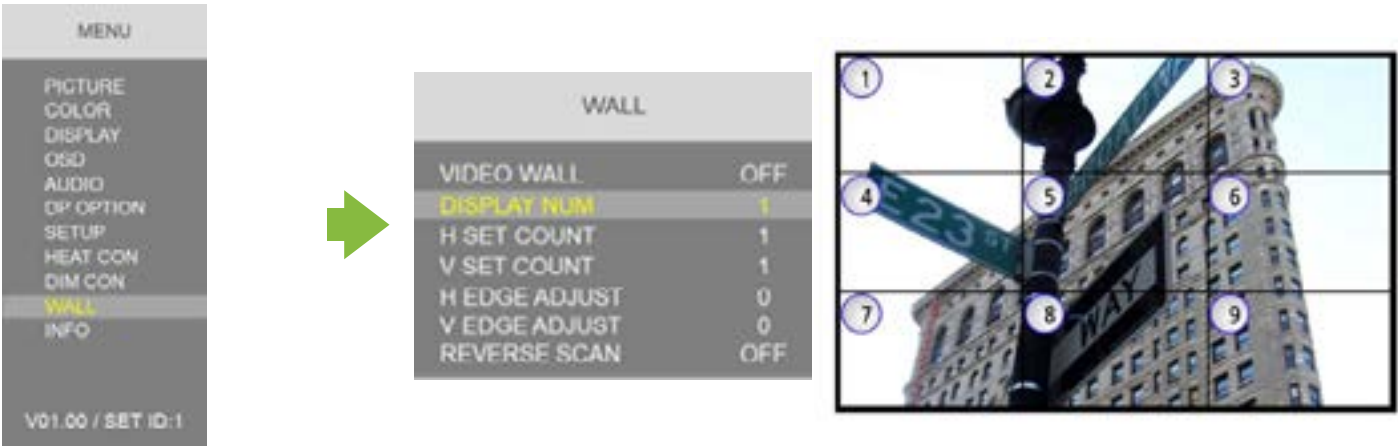 MENU
PICTURE
COLOR
DISPLAY
OSD
AUDIO
DP OPTION
SETUP
HEAT CON
DIM CON
WALL
INFO
V01.00 / SET ID:1
WALL
VIDEO WALL OFF
DISPLAY NUM 1
H SET COUNT 1
V SET COUNT 1
H EDGE ADJUST 0
V EDGE ADJUST 0
REVERSE SCAN OFF
1 2 3
4 5 6
E 23 ST
7 8 9
WAY